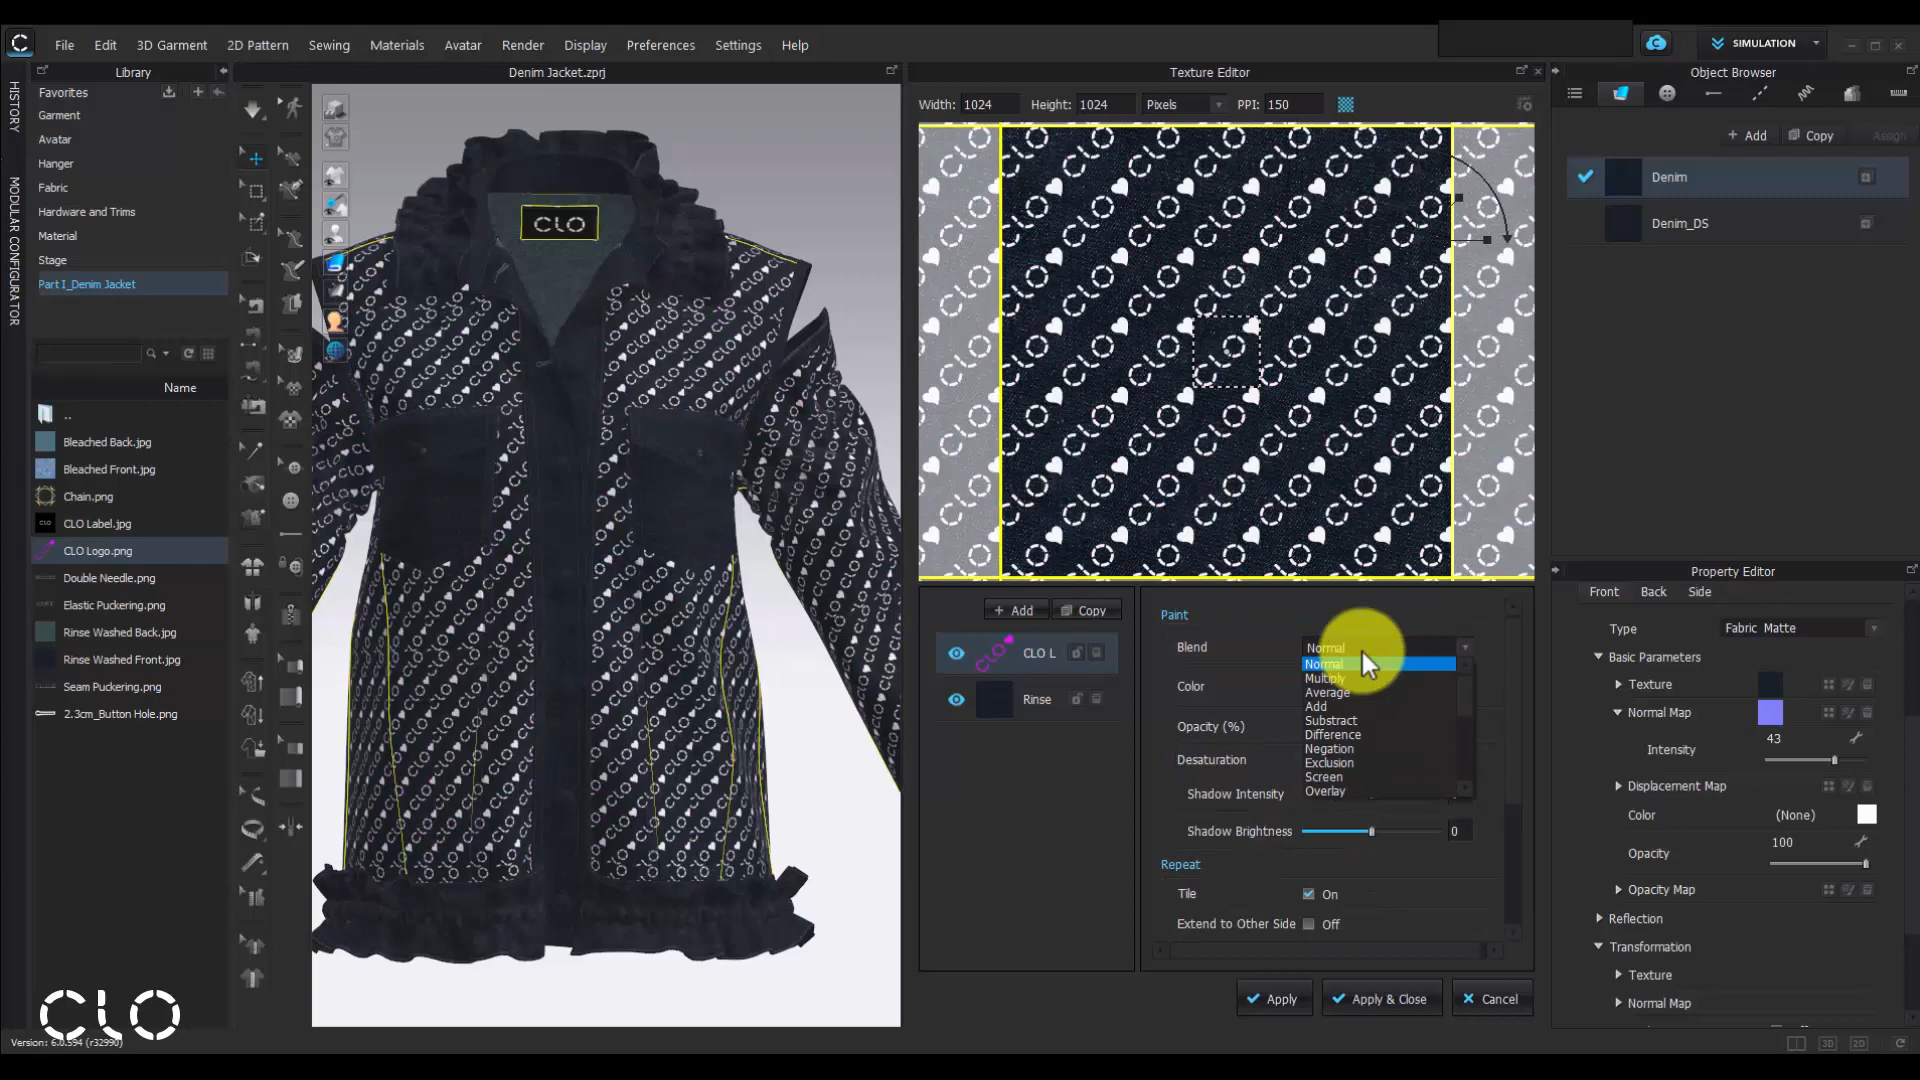 File Edit 3D Garment 2D Pattern Sewing Materials Avatar Render Display Preferences Settings Help
SIMULATION
Library
Denim Jacket.zprj
Texture Editor
Object Browser
HISTORY
MODULAR CONFIGURATOR
Favorites
Garment
Avatar
Hanger
Fabric
Hardware and Trims
Material
Stage
Part I_Denim Jacket
Name
..
Bleached Back.jpg
Bleached Front.jpg
Chain.png
CLO Label.jpg
CLO Logo.png
Double Needle.png
Elastic Puckering.png
Rinse Washed Back.jpg
Rinse Washed Front.jpg
Seam Puckering.png
2.3cm_Button Hole.png
CLO
Version: 6.0.594 (r32990)
CLO
Width: 1024 Height: 1024 Pixels PPI: 150
+ Add Copy
CLO L
Rinse
Paint
Blend Normal
Normal
Multiply
Average
Add
Substract
Difference
Negation
Exclusion
Screen
Overlay
Color
Opacity (%)
Desaturation
Shadow Intensity
Shadow Brightness 0
Repeat
Tile On
Extend to Other Side Off
Apply Apply & Close Cancel
+ Add Copy Assign
Denim
Denim_DS
Property Editor
Front Back Side
Type Fabric Matte
Basic Parameters
Texture
Normal Map
43
Intensity
Displacement Map
Color (None)
100
Opacity
Opacity Map
Reflection
Transformation
Texture
Normal Map
3D 2D